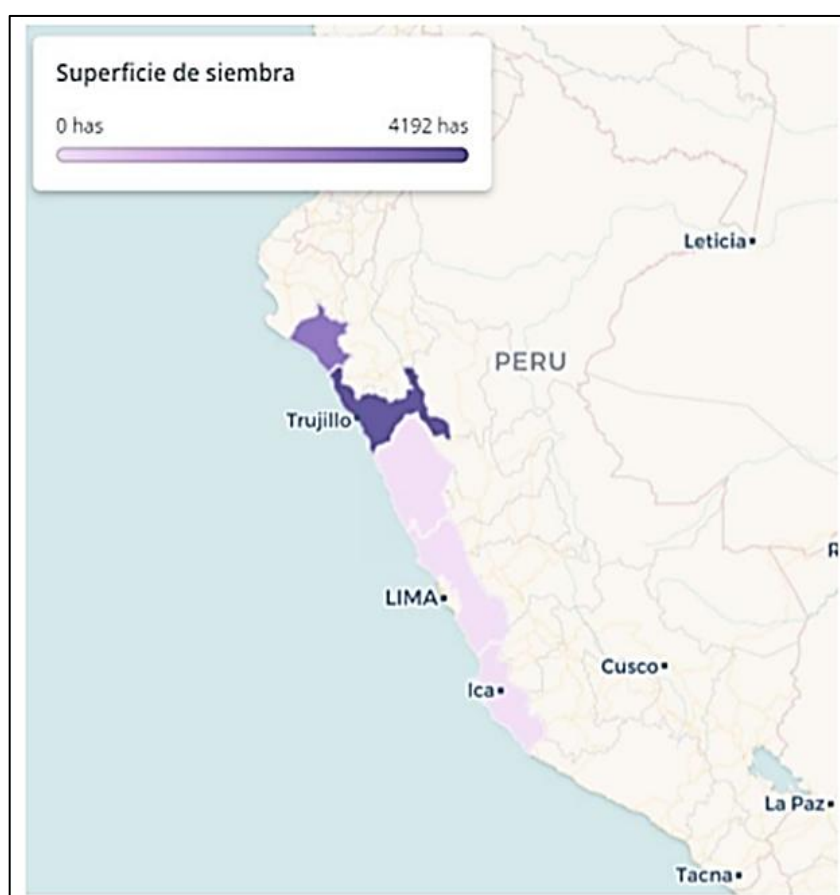 Superficie de siembra
0 has 4192 has
Leticia
PERU
Trujillo
R
LIMA
Cusco
Ica
La Paz
Tacna